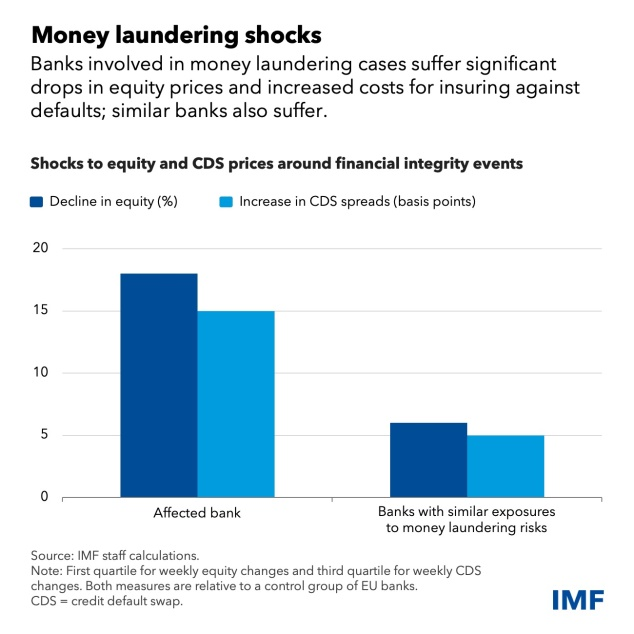 Money laundering shocks
Banks involved in money laundering cases suffer significant
drops in equity prices and increased costs for insuring against
defaults; similar banks also suffer.
Shocks to equity and CDS prices around financial integrity events
Decline in equity (%)
Increase in CDS spreads (basis points)
20
15
10
5
0
Affected bank
Banks with similar exposures
to money laundering risks
Source: IMF staff calculations.
Note: First quartile for weekly equity changes and third quartile for weekly CDS
changes. Both measures are relative to a control group of EU banks.
CDS = credit default swap.
IMF